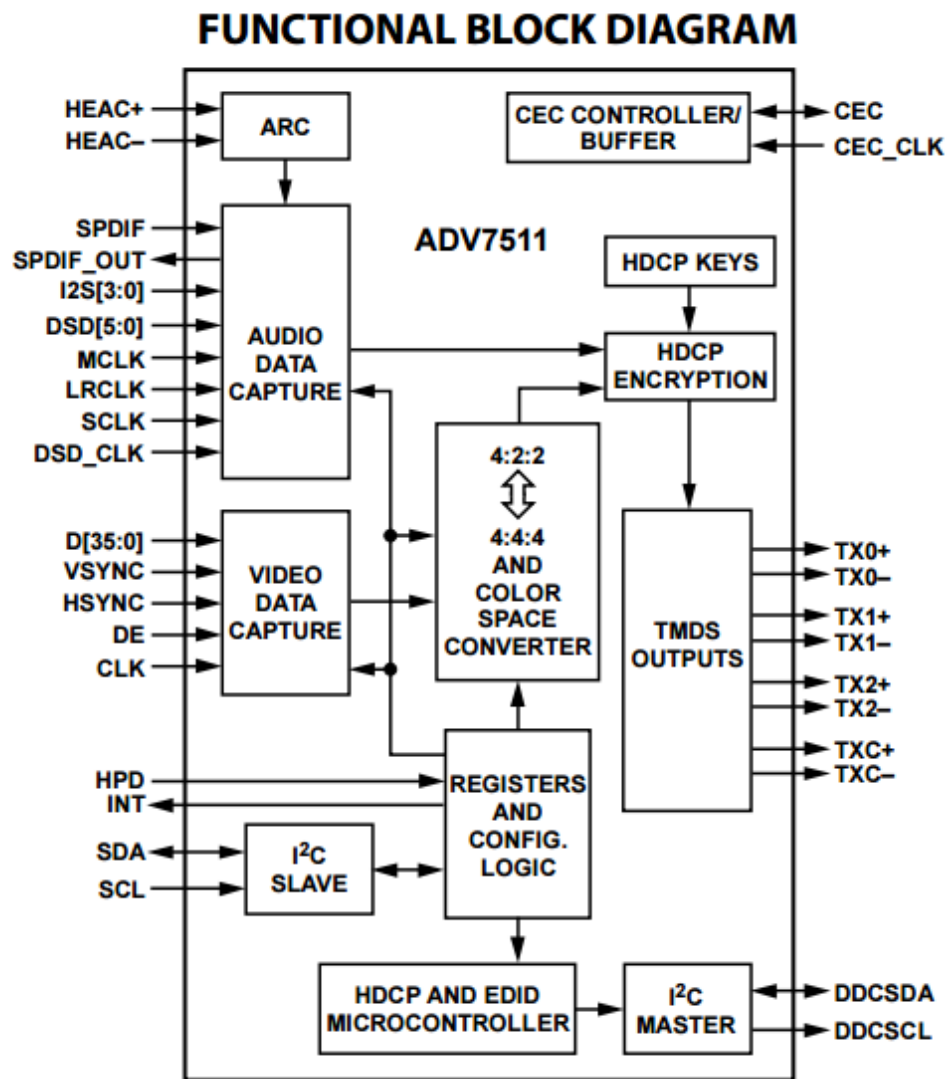 FUNCTIONAL BLOCK DIAGRAM
HEAC+
HEAC–
ARC
CEC CONTROLLER/
BUFFER
CEC
CEC_CLK
SPDIF
SPDIF_OUT
I2S[3:0]
DSD[5:0]
MCLK
LRCLK
SCLK
DSD_CLK
AUDIO
DATA
CAPTURE
ADV7511
HDCP KEYS
HDCP
ENCRYPTION
4:2:2
4:4:4
AND
COLOR
SPACE
CONVERTER
D[35:0]
VSYNC
HSYNC
DE
CLK
VIDEO
DATA
CAPTURE
TMDS
OUTPUTS
TX0+
TX0–
TX1+
TX1–
TX2+
TX2–
TXC+
TXC–
HPD
INT
SDA
SCL
I²C
SLAVE
REGISTERS
AND
CONFIG.
LOGIC
HDCP AND EDID
MICROCONTROLLER
I²C
MASTER
DDCSDA
DDCSCL